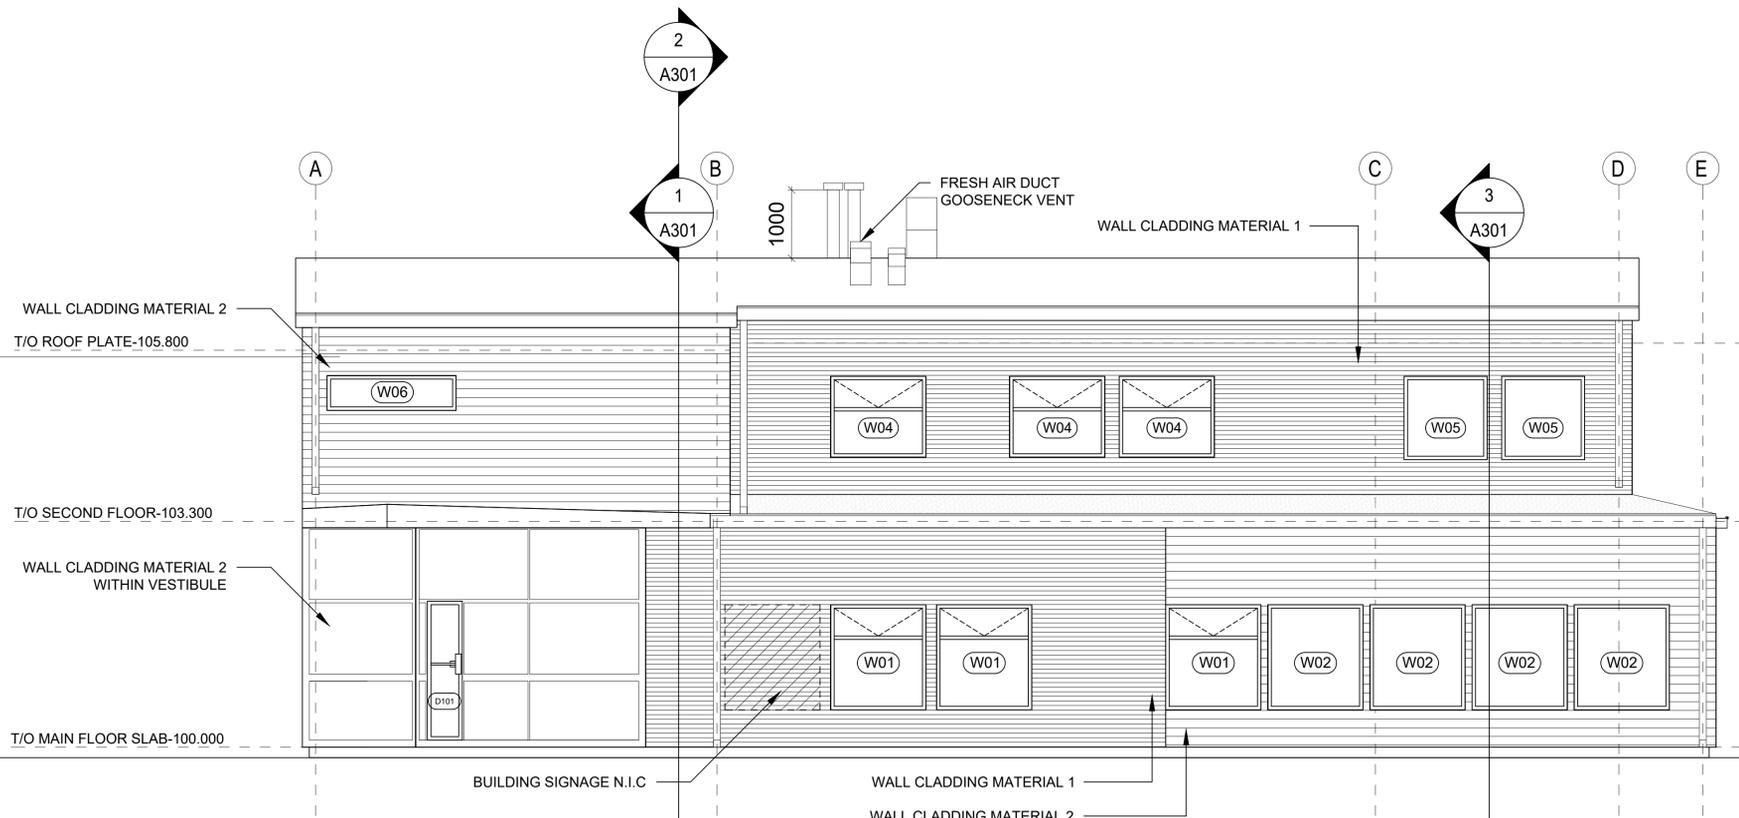 2
A301
A
B
C
D
E
1
A301
3
A301
FRESH AIR DUCT
GOOSENECK VENT
1000
WALL CLADDING MATERIAL 1
WALL CLADDING MATERIAL 2
T/O ROOF PLATE-105.800
W06
W04
W04
W04
W05
W05
T/O SECOND FLOOR-103.300
WALL CLADDING MATERIAL 2
WITHIN VESTIBULE
W01
W01
W01
W02
W02
W02
W02
D101
T/O MAIN FLOOR SLAB-100.000
BUILDING SIGNAGE N.I.C
WALL CLADDING MATERIAL 1
WALL CLADDING MATERIAL 2